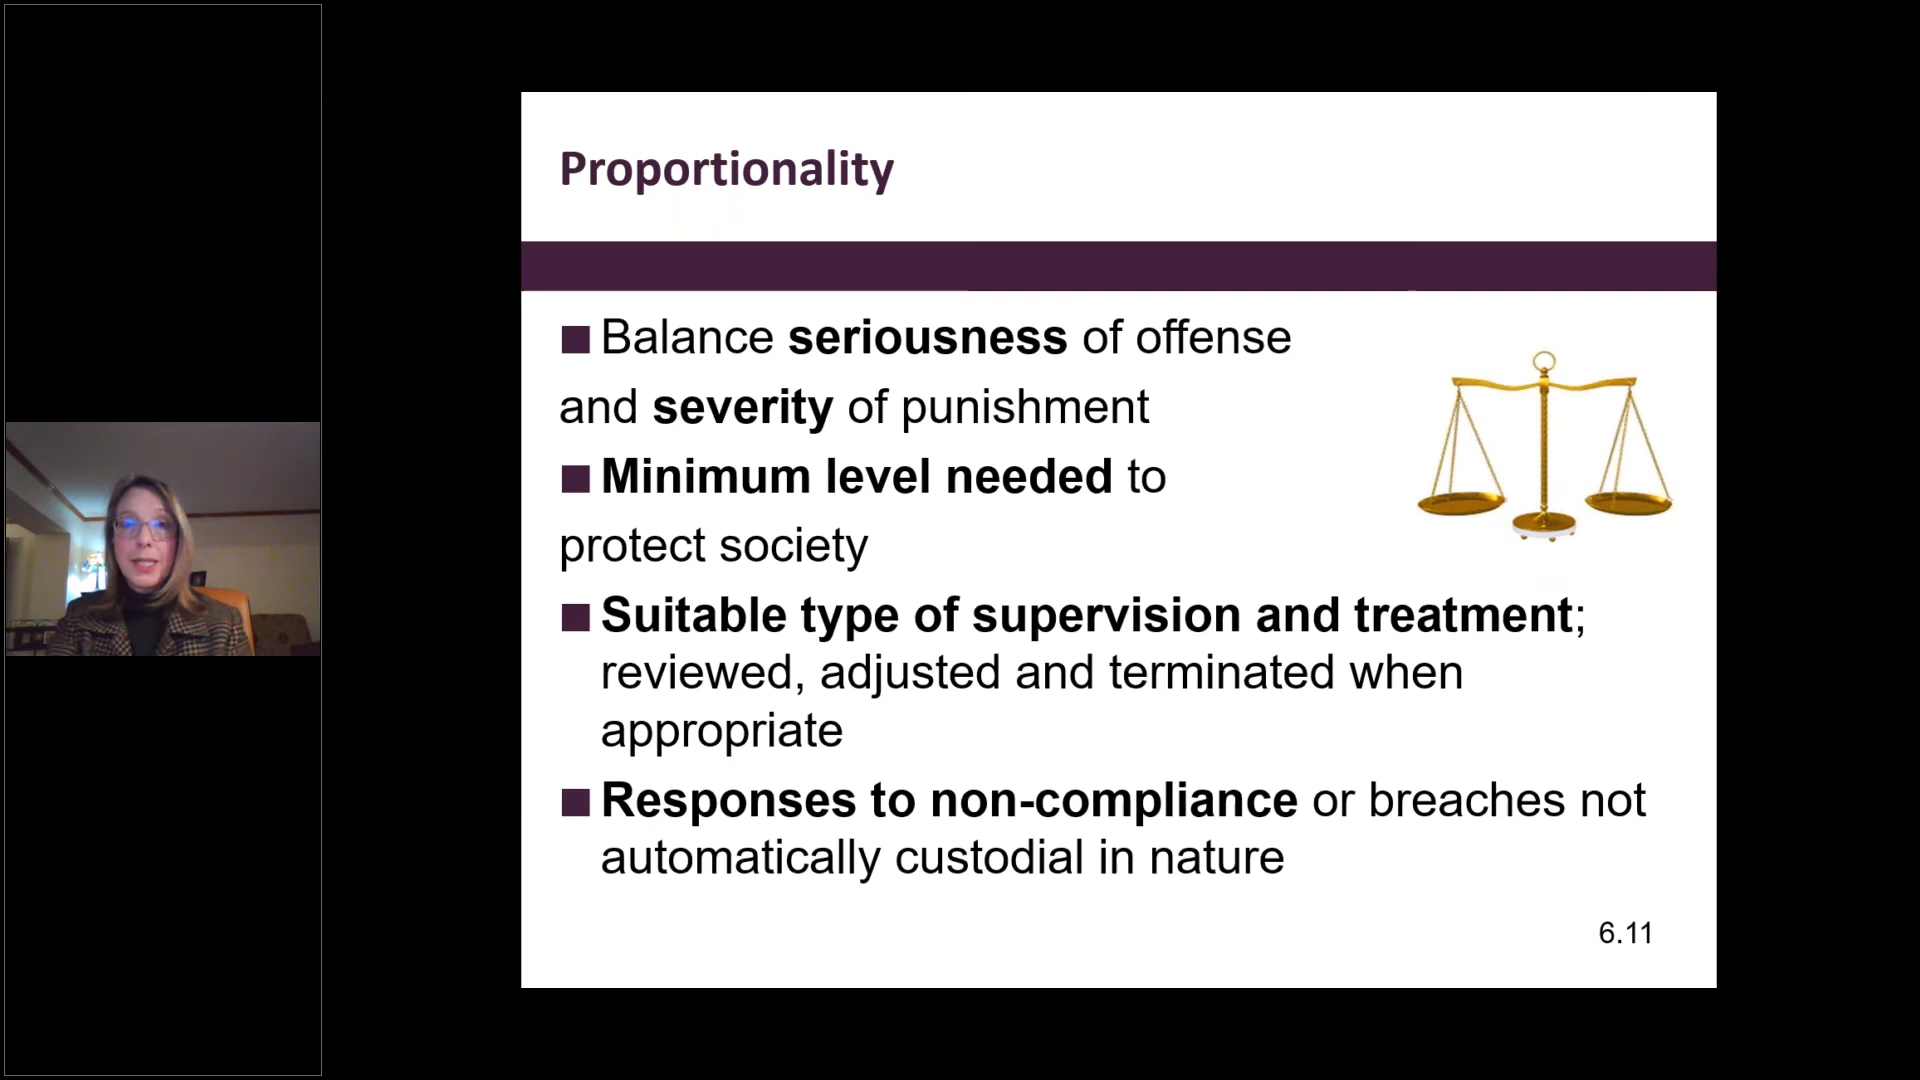 Proportionality
■ Balance seriousness of offense
and severity of punishment
■ Minimum level needed to
protect society
■ Suitable type of supervision and treatment;
reviewed, adjusted and terminated when
appropriate
■ Responses to non-compliance or breaches not
automatically custodial in nature
6.11